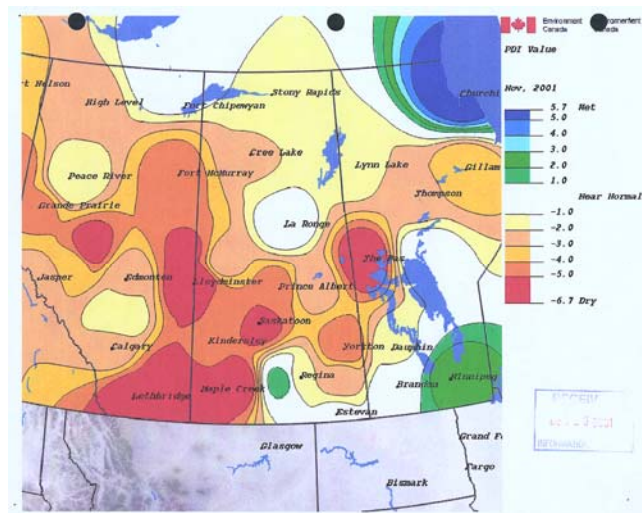 Environment
Canada
PDI Value
Nov, 2001
5.7 Wet
5.0
4.0
3.0
2.0
1.0
Near Normal
-1.0
-2.0
-3.0
-4.0
-5.0
-6.7 Dry
High Level
Fort Chipewyan
Stony Rapids
Cree Lake
Lynn Lake
Gillam
Peace River
Fort McMurray
Thompson
Grande Prairie
La Ronge
The Pas
Jasper
Edmonton
Lloydminster
Prince Albert
Saskatoon
Calgary
Kindersley
Yorkton
Dauphin
Lethbridge
Maple Creek
Regina
Brandon
Winnipeg
Estevan
Glasgow
Grand F
Fargo
Bismark